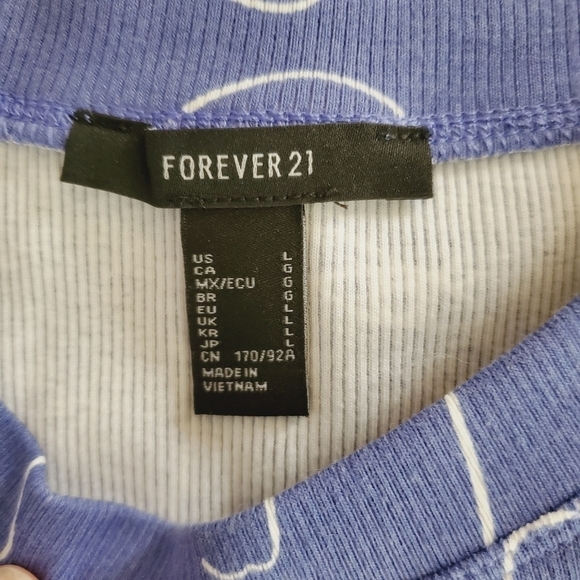 FOREVER 21
US L
CA G
MX/ECU G
BR G
EU L
UK L
KR L
JP L
CN 170/92A
MADE IN
VIETNAM